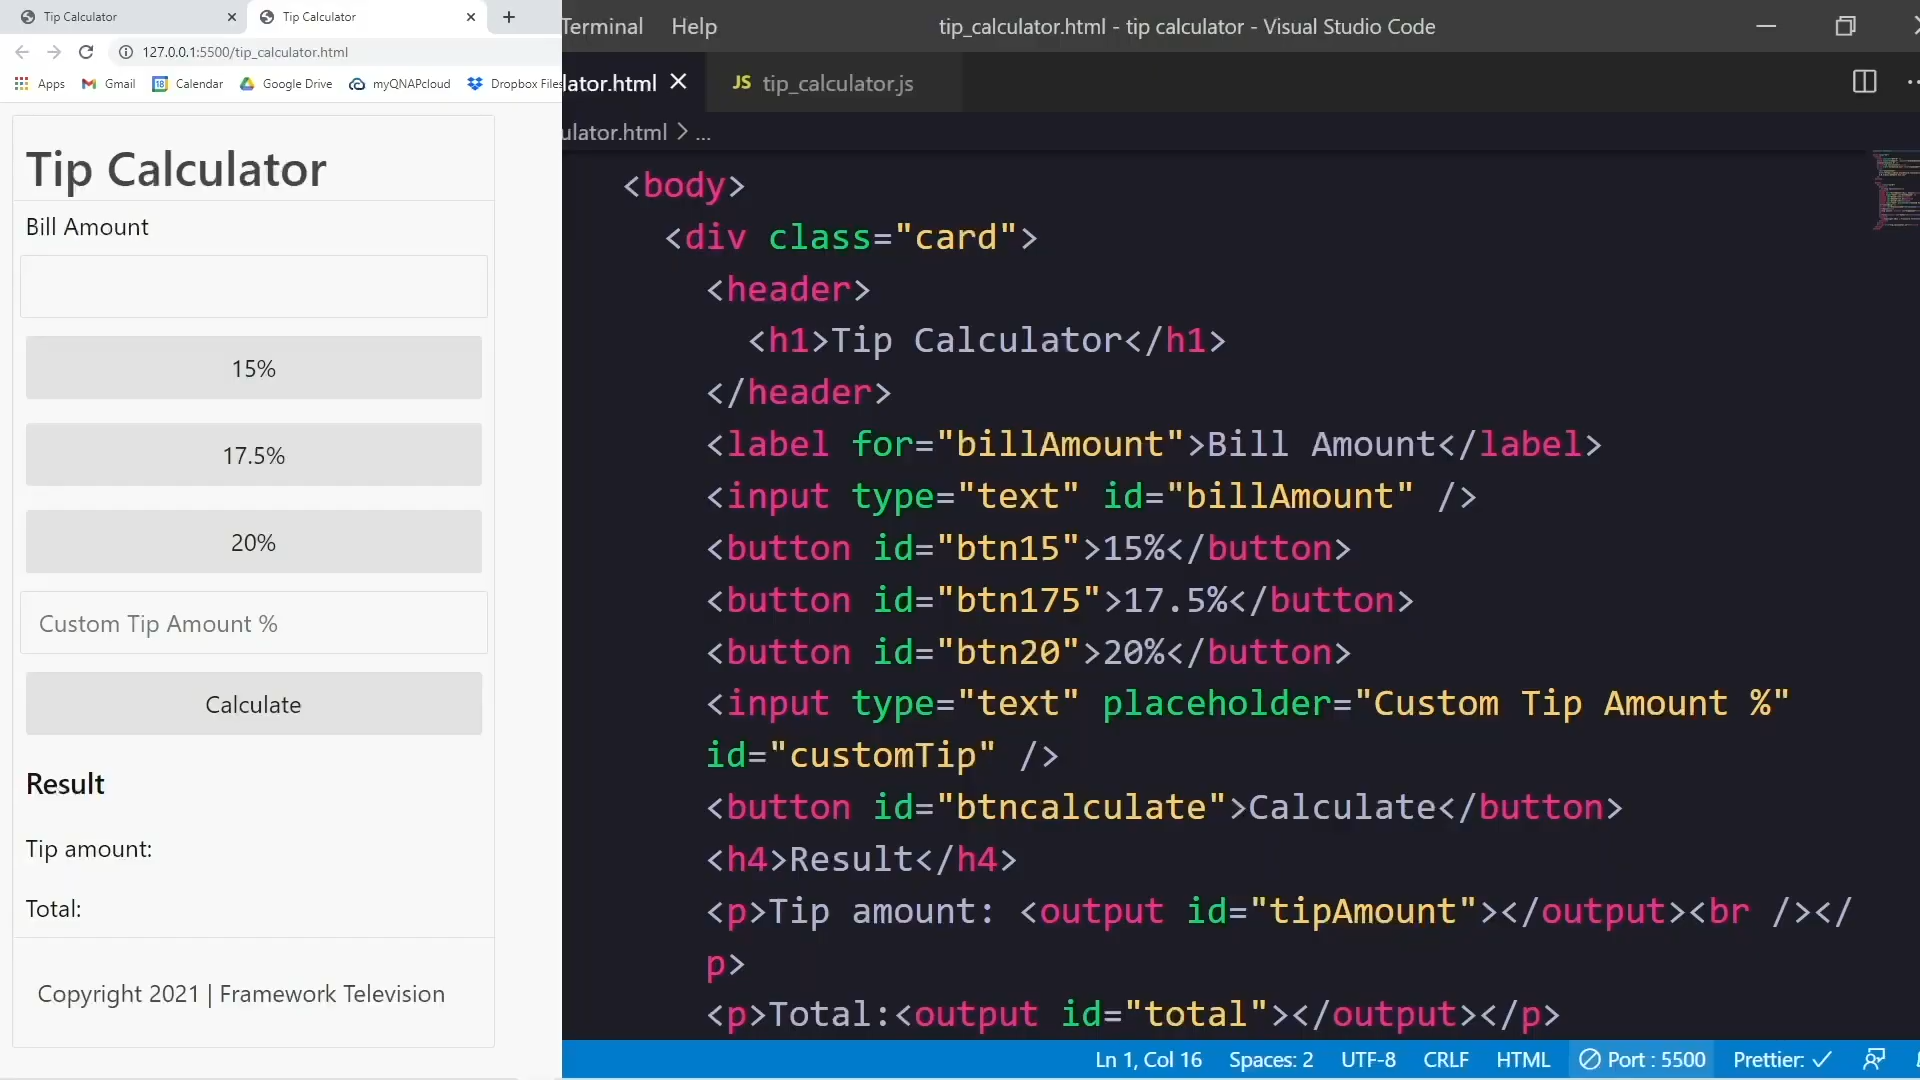 Tip Calculator
Tip Calculator
127.0.0.1:5500/tip_calculator.html
Apps
Gmail
18
Calendar
Google Drive
myQNAPcloud
Dropbox Files
Tip Calculator
Bill Amount
15%
17.5%
20%
Custom Tip Amount %
Calculate
Result
Tip amount:
Total:
Copyright 2021 | Framework Television
Terminal Help
tip_calculator.html - tip calculator - Visual Studio Code
lator.html
JS tip_calculator.js
ulator.html > ...
<body>
<div class="card">
<header>
<h1>Tip Calculator</h1>
</header>
<label for="billAmount">Bill Amount</label>
<input type="text" id="billAmount" />
<button id="btn15">15%</button>
<button id="btn175">17.5%</button>
<button id="btn20">20%</button>
<input type="text" placeholder="Custom Tip Amount %"
id="customTip" />
<button id="btncalculate">Calculate</button>
<h4>Result</h4>
<p>Tip amount: <output id="tipAmount"></output><br /></
p>
<p>Total:<output id="total"></output></p>
Ln 1, Col 16 Spaces: 2 UTF-8 CRLF HTML Port : 5500 Prettier: ✓